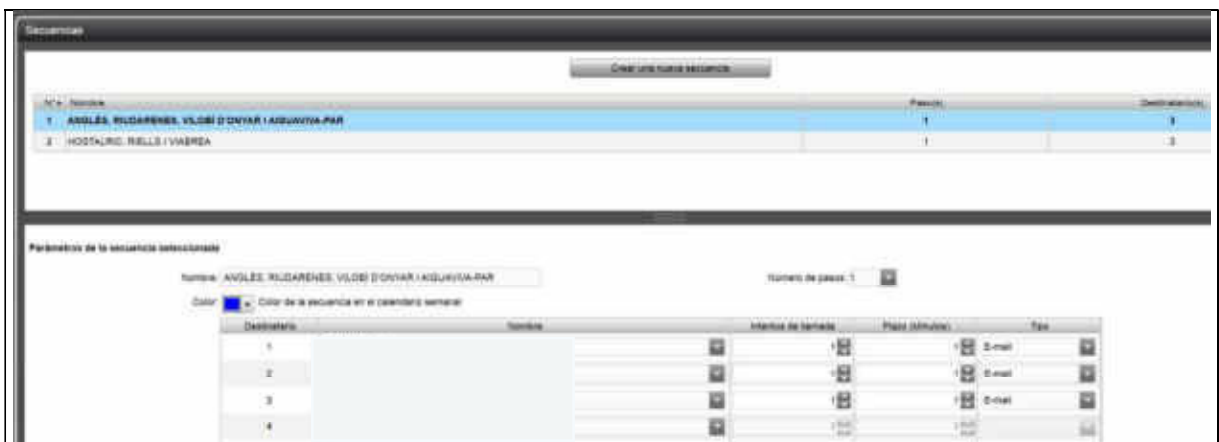 Secuencias
Crear una nueva secuencia
N° Nombre Paso(s) Destinatario(s)
1 ANGLÈS, RIUDARENES, VILOBÍ D'ONYAR I AIGUAVIVA-PAR 1 3
2 HOSTALRIC, RIELLS I VIABREA 1 3
Parámetros de la secuencia seleccionada
Nombre: ANGLÈS, RIUDARENES, VILOBÍ D'ONYAR I AIGUAVIVA-PAR Número de pasos: 1
Color: Color de la secuencia en el calendario semanal
Destinatario Nombre Intentos de llamada Plazo (Minutos) Tipo
1 1 1 E-mail
2 1 1 E-mail
3 1 1 E-mail
4